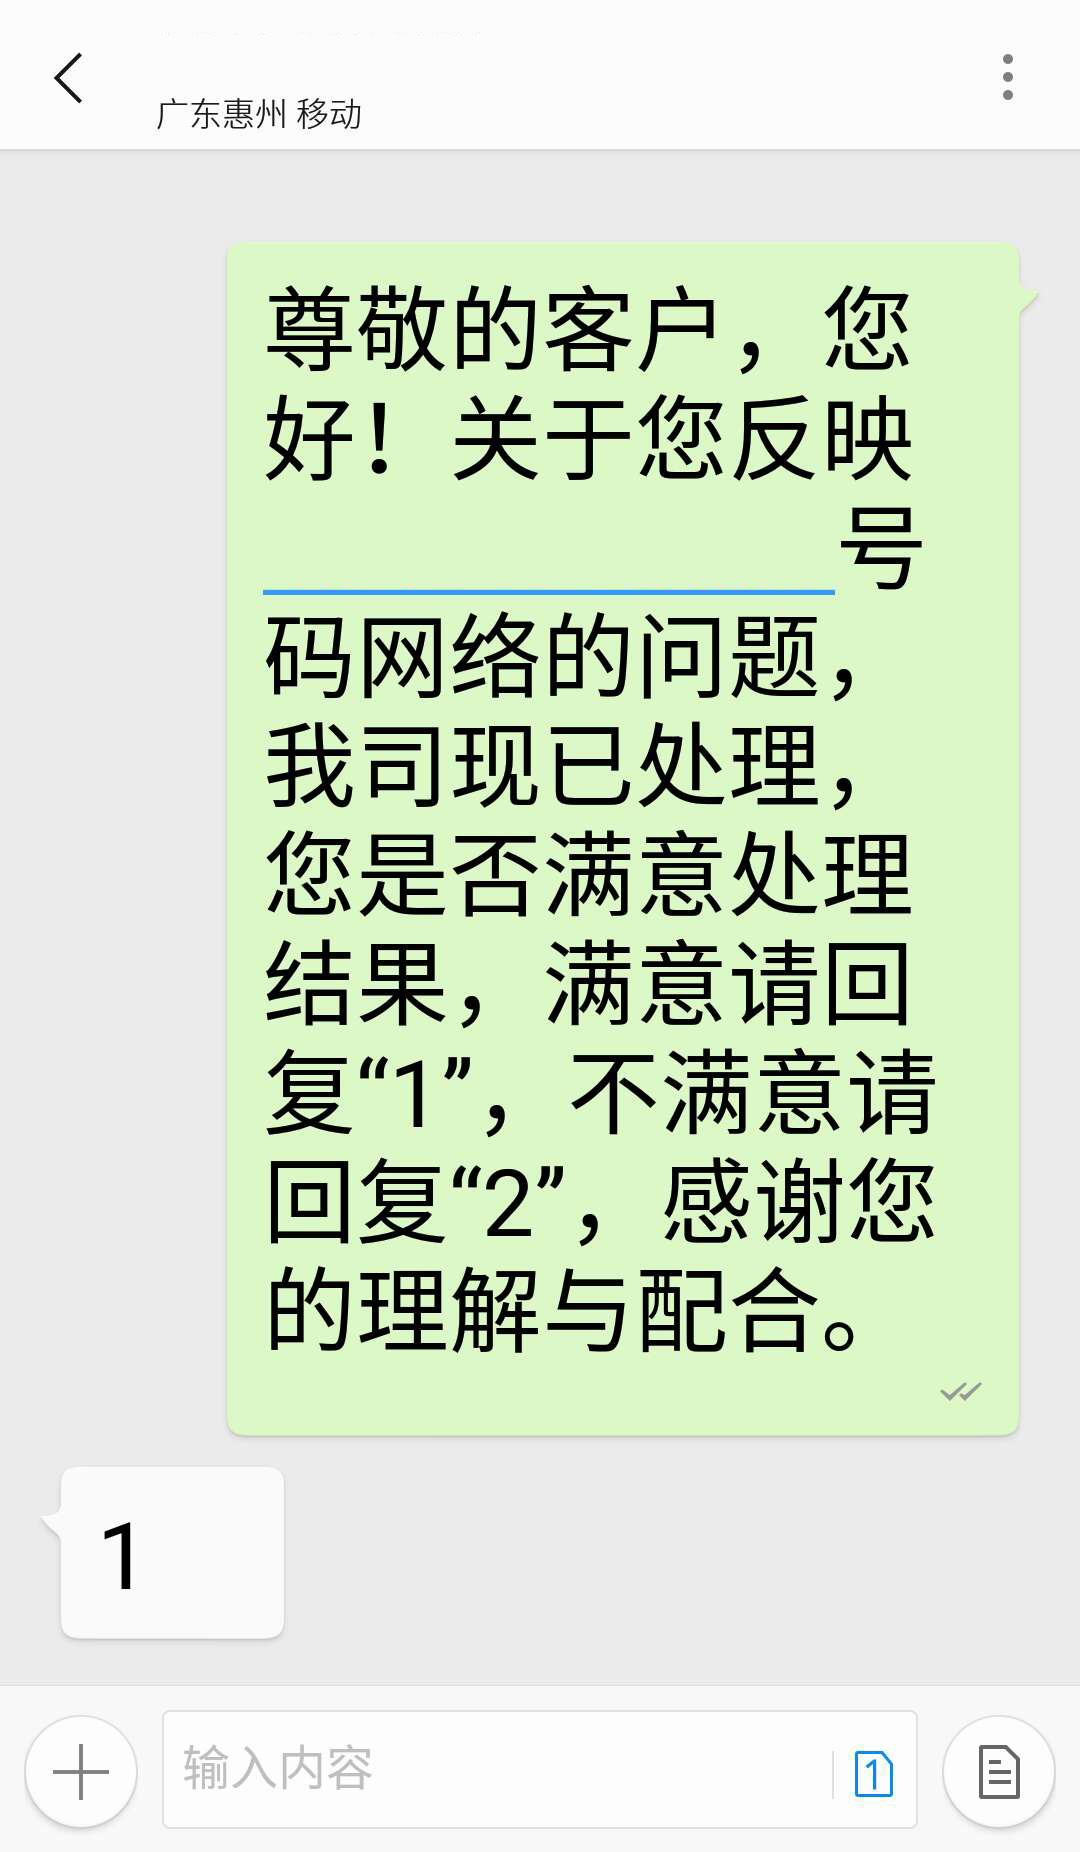 广东惠州 移动
尊敬的客户，您
好！关于您反映
号
码网络的问题，
我司现已处理，
您是否满意处理
结果，满意请回
复“1”，不满意请
回复“2”，感谢您
的理解与配合。
1
输入内容
1